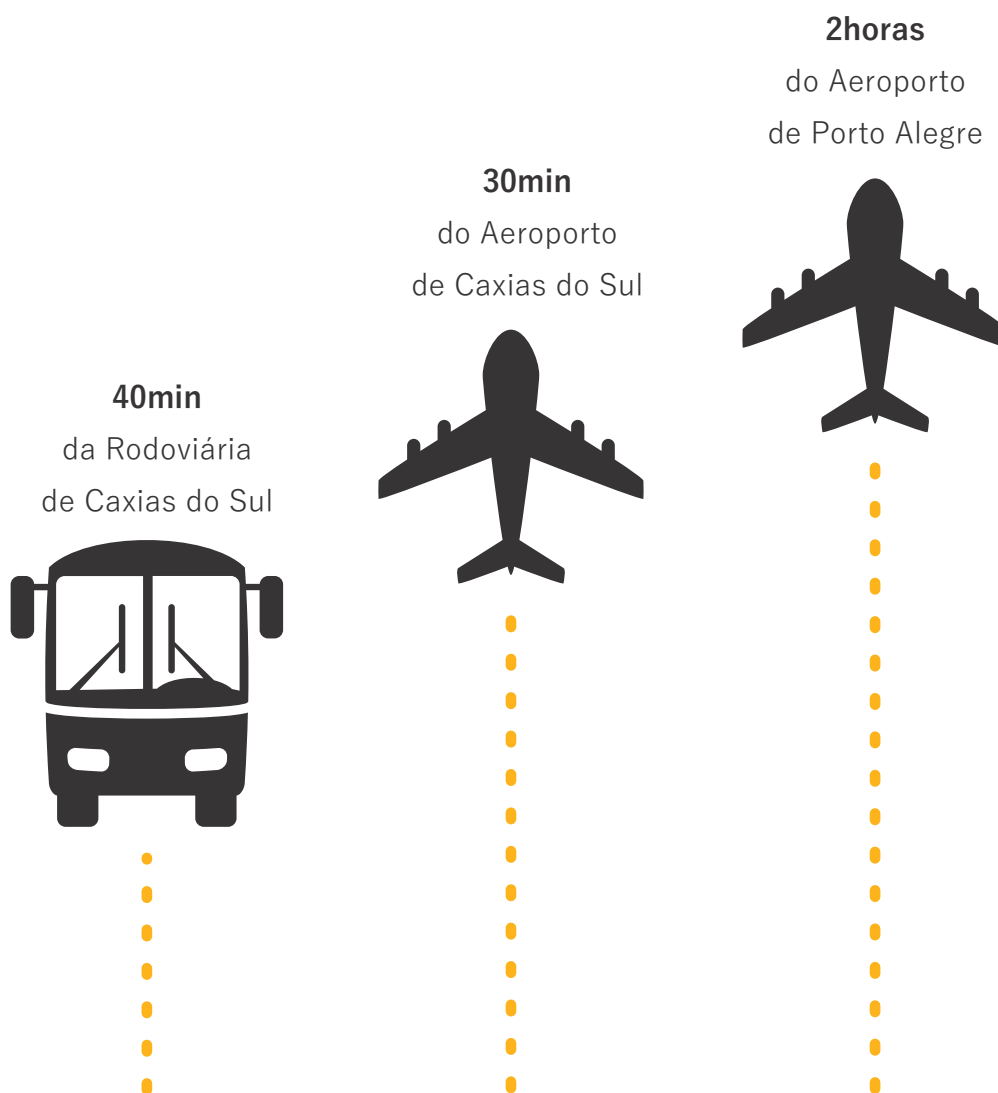 2horas
do Aeroporto
de Porto Alegre
30min
do Aeroporto
de Caxias do Sul
40min
da Rodoviária
de Caxias do Sul